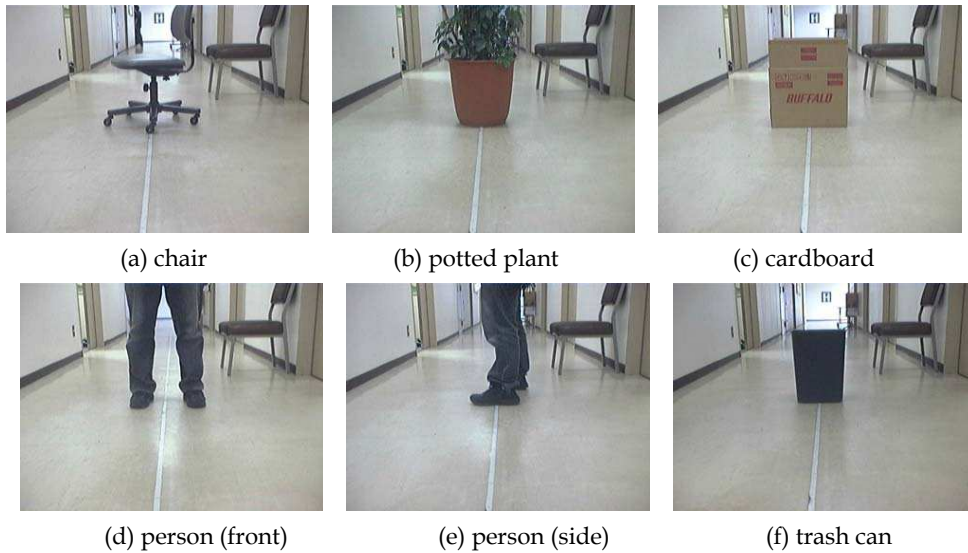 BUFFALO
(a) chair
(b) potted plant
(c) cardboard
(d) person (front)
(e) person (side)
(f) trash can